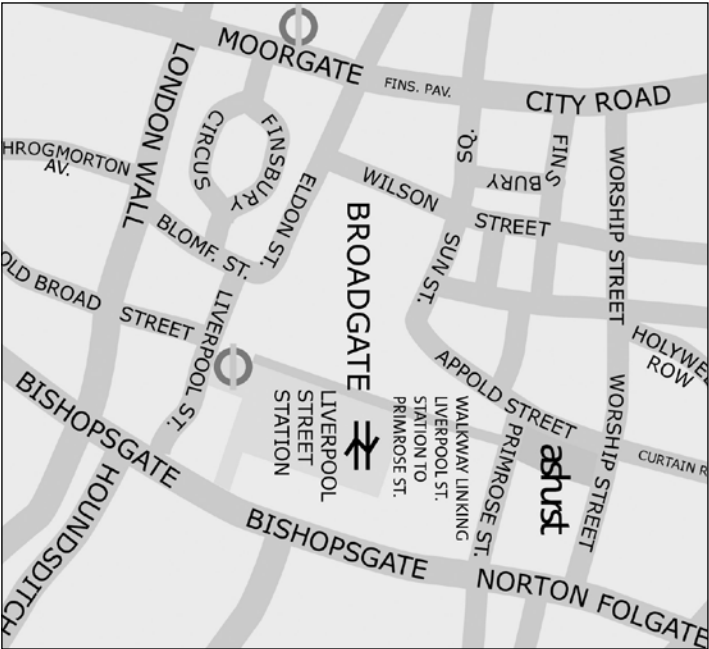 MOORGATE
FINS. PAV.
CITY ROAD
LONDON WALL
FINSBURY
CIRCUS
SQ.
FINS
BURY
HROGMORTON
AV.
WILSON
STREET
WORSHIP STREET
ELDON ST.
BLOMF. ST.
SUN ST.
BROADGATE
OLD BROAD STREET
LIVERPOOL ST.
HOLYWE
ROW
APPOLD STREET
LIVERPOOL
STREET
STATION
WALKWAY LINKING
LIVERPOOL ST.
STATION TO
PRIMROSE ST.
PRIMROSE ST.
ashurst
WORSHIP STREET
CURTAIN R
BISHOPSGATE
HOUNDSDITCH
BISHOPSGATE
NORTON FOLGATE